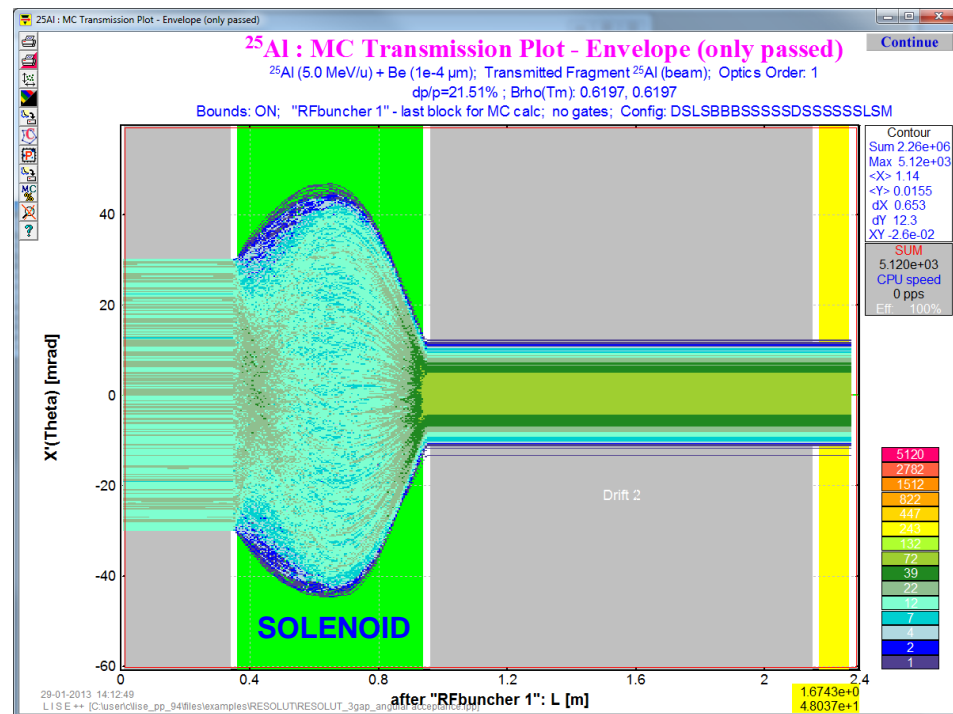 25Al : MC Transmission Plot - Envelope (only passed)
Continue
25Al : MC Transmission Plot - Envelope (only passed)
25Al (5.0 MeV/u) + Be (1e-4 µm); Transmitted Fragment 25Al (beam); Optics Order: 1
dp/p=21.51% ; Brho(Tm): 0.6197, 0.6197
Bounds: ON; "RFbuncher 1" - last block for MC calc; no gates; Config: DSLSBBBSSSSSDSSSSSSLSM
Contour
Sum 2.26e+06
Max 5.12e+03
<X> 1.14
<Y> 0.0155
dX 0.653
dY 12.3
XY -2.6e-02
SUM
5.120e+03
CPU speed
0 pps
Eff: 100%
MC
%
?
X'(Theta) [mrad]
40
20
0
-20
-40
-60
Drift 2
SOLENOID
5120
2782
1512
822
447
243
132
72
39
22
12
7
4
2
1
0
0.4
0.8
1.2
1.6
2
2.4
after "RFbuncher 1": L [m]
1.6743e+0
4.8037e+1
29-01-2013 14:12:49